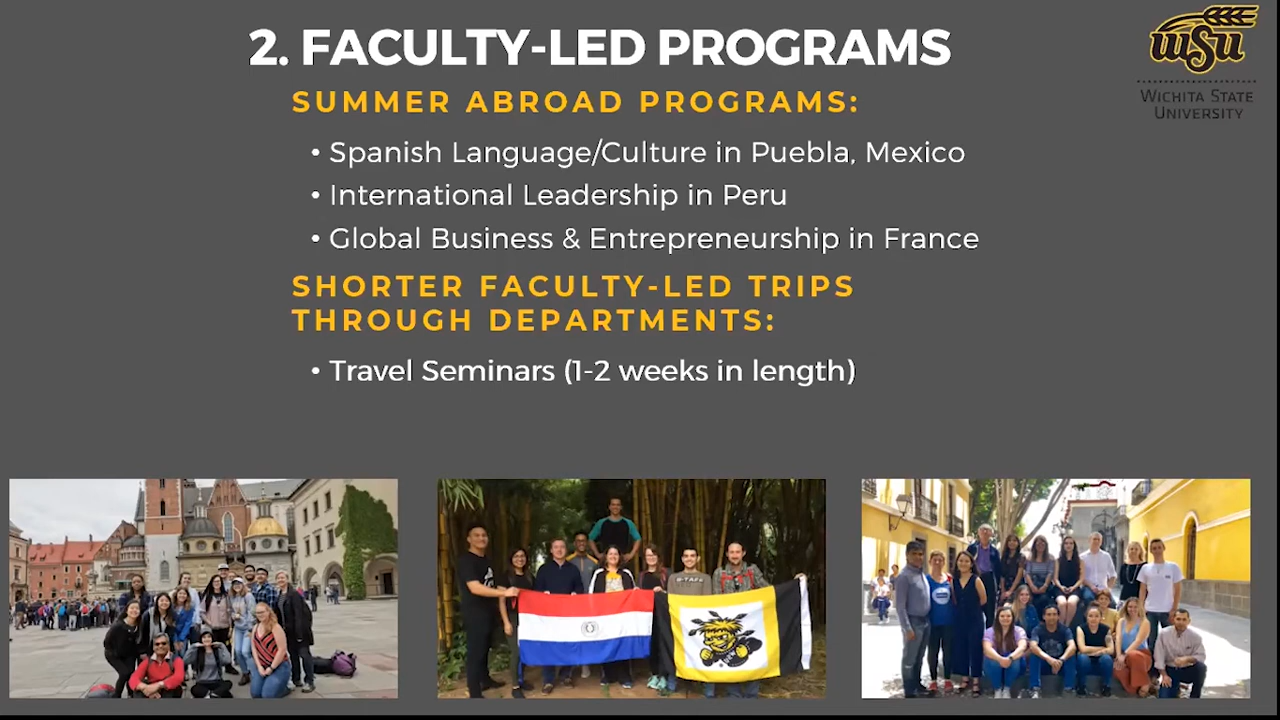 2. FACULTY-LED PROGRAMS
wsu
WICHITA STATE
UNIVERSITY
SUMMER ABROAD PROGRAMS:
• Spanish Language/Culture in Puebla, Mexico
• International Leadership in Peru
• Global Business & Entrepreneurship in France
SHORTER FACULTY-LED TRIPS
THROUGH DEPARTMENTS:
• Travel Seminars (1-2 weeks in length)